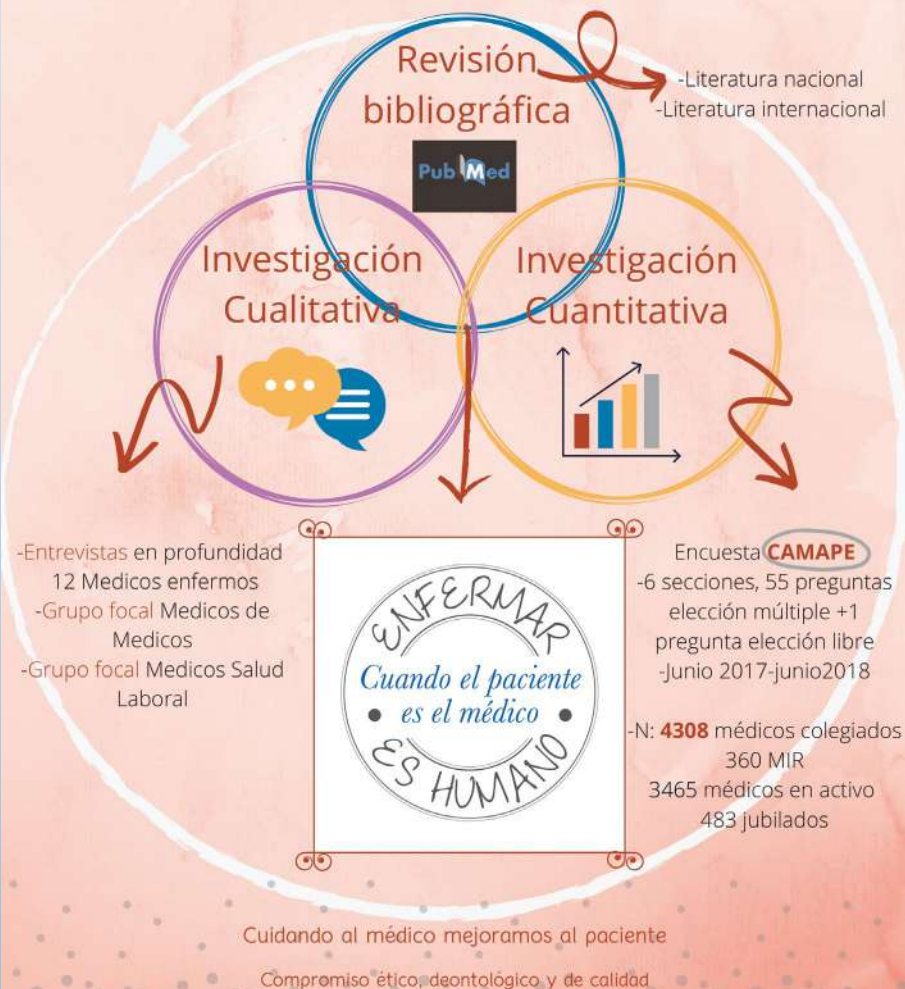 Revisión
bibliográfica
PubMed
-Literatura nacional
-Literatura internacional
Investigación
Cualitativa
Investigación
Cuantitativa
-Entrevistas en profundidad
12 Medicos enfermos
-Grupo focal Medicos de
Medicos
-Grupo focal Medicos Salud
Laboral
ENFERMAR
Cuando el paciente
es el médico
ES HUMANO
Encuesta CAMAPE
-6 secciones, 55 preguntas
elección múltiple +1
pregunta elección libre
-Junio 2017-junio2018
-N: 4308 médicos colegiados
360 MIR
3465 médicos en activo
483 jubilados
Cuidando al médico mejoramos al paciente
Compromiso ético, deontológico y de calidad